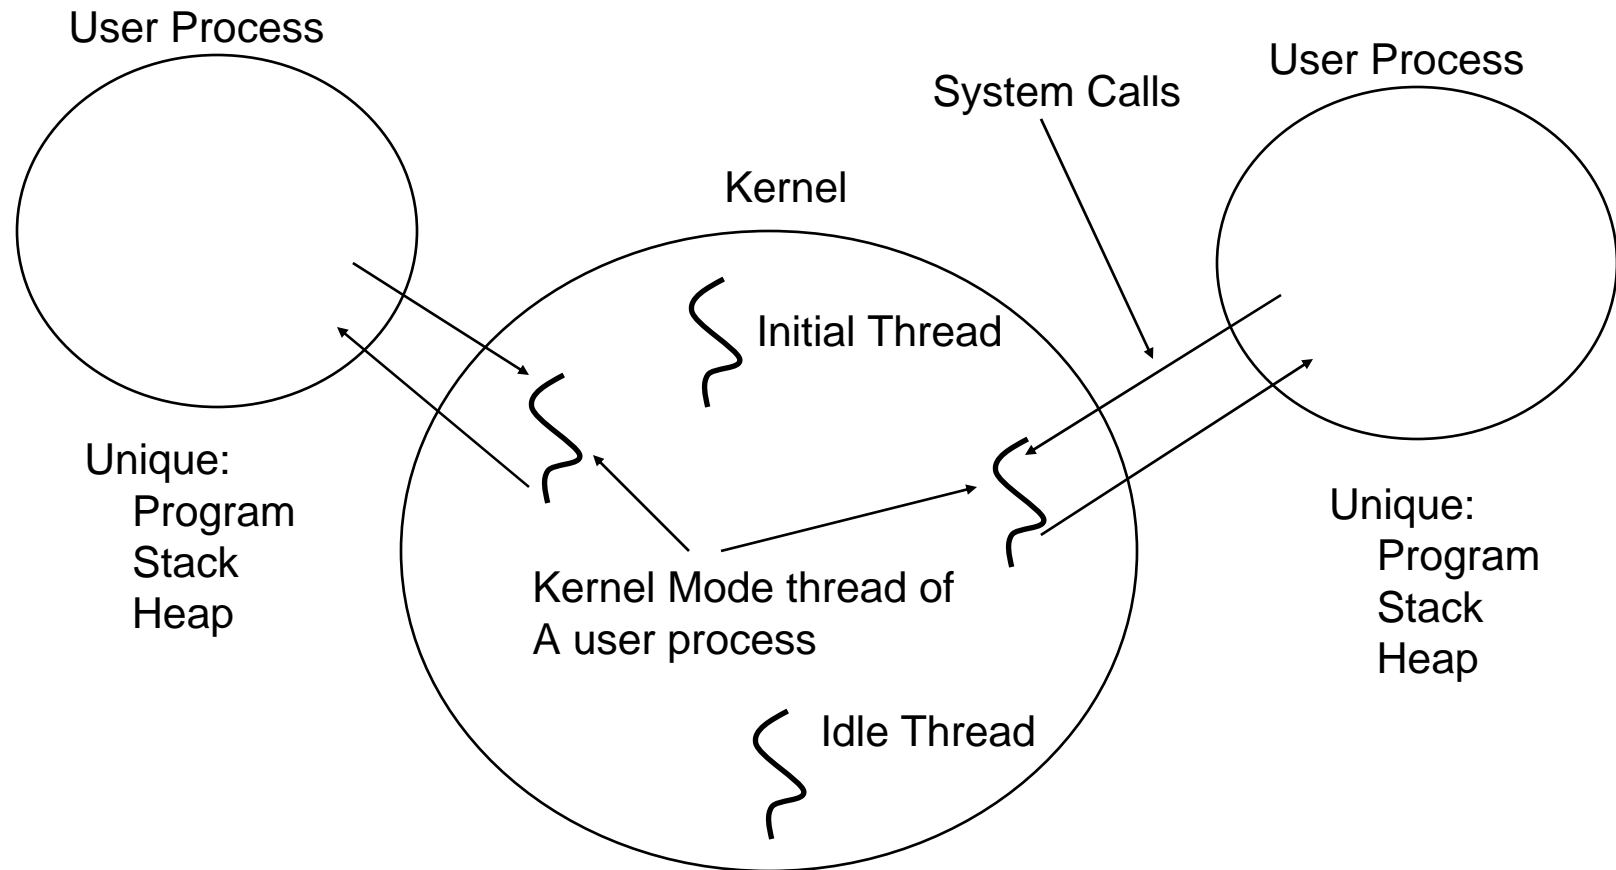 User Process
User Process
System Calls
Kernel
Initial Thread
Unique:
Program
Stack
Heap
Unique:
Program
Stack
Heap
Kernel Mode thread of
A user process
Idle Thread